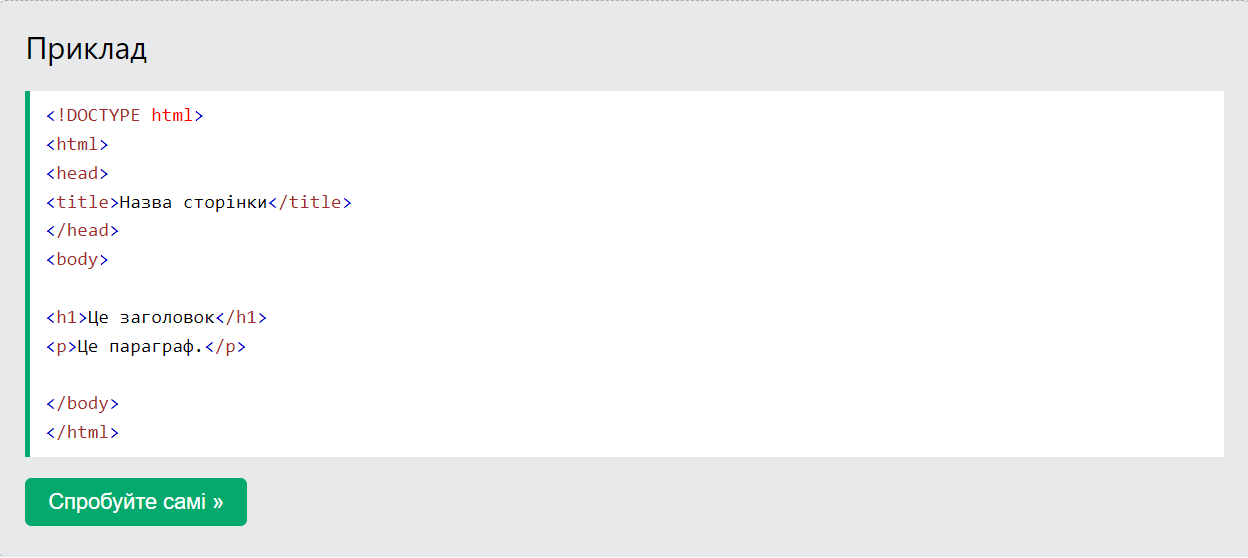 Приклад
<!DOCTYPE html>
<html>
<head>
<title>Назва сторінки</title>
</head>
<body>
<h1>Це заголовок</h1>
<p>Це параграф.</p>
</body>
</html>
Спробуйте самі »